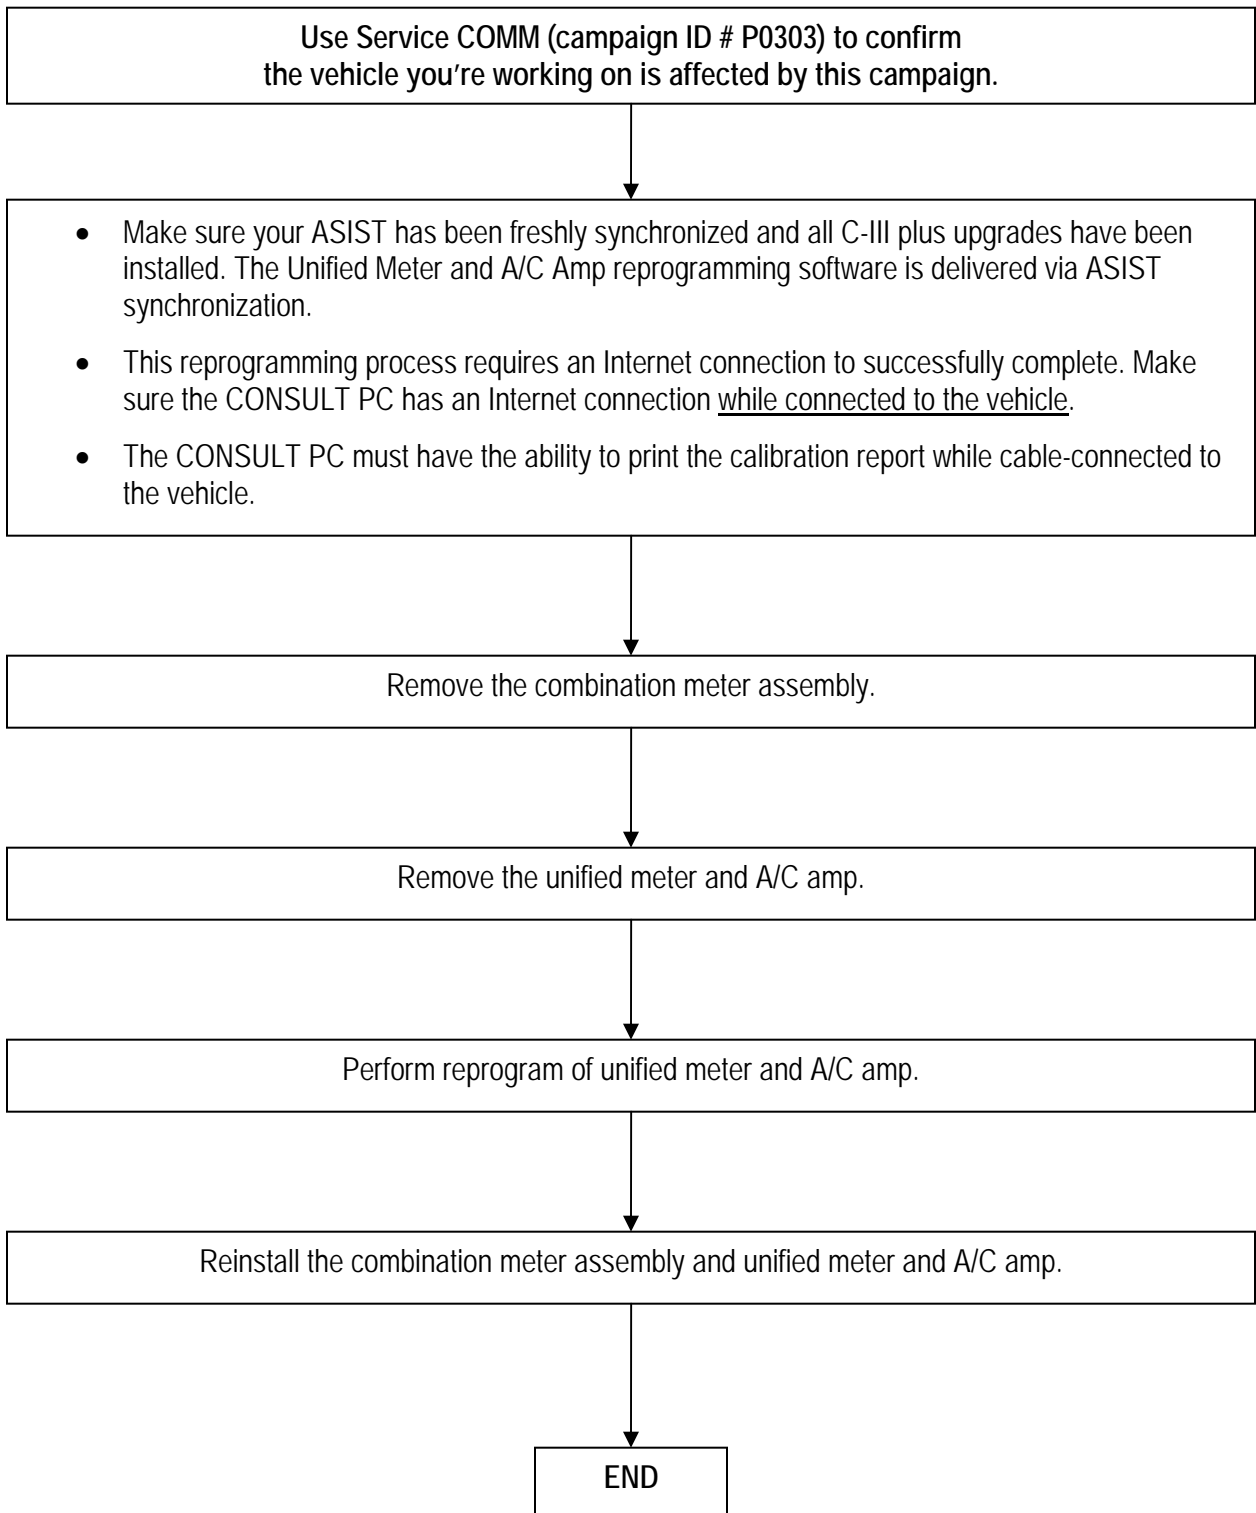 Use Service COMM (campaign ID # P0303) to confirm
the vehicle you're working on is affected by this campaign.
• Make sure your ASIST has been freshly synchronized and all C-III plus upgrades have been
installed. The Unified Meter and A/C Amp reprogramming software is delivered via ASIST
synchronization.
• This reprogramming process requires an Internet connection to successfully complete. Make
sure the CONSULT PC has an Internet connection while connected to the vehicle.
• The CONSULT PC must have the ability to print the calibration report while cable-connected to
the vehicle.
Remove the combination meter assembly.
Remove the unified meter and A/C amp.
Perform reprogram of unified meter and A/C amp.
Reinstall the combination meter assembly and unified meter and A/C amp.
END